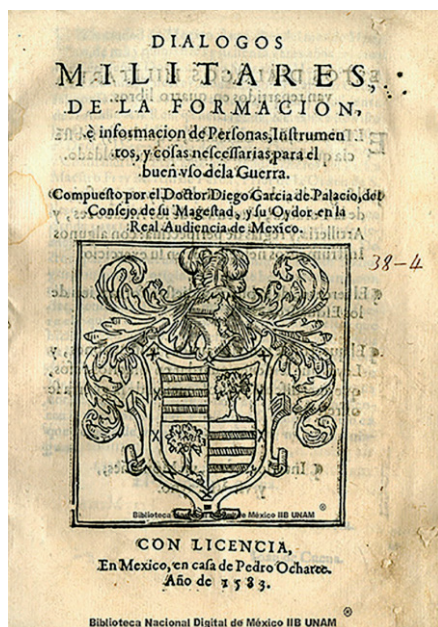 DIALOGOS
MILITARES,
DE LA FORMACION,
è informacion de Personas, Instrumen
tos, y cosas nescessarias para el
buen vso de la Guerra.
Compuesto por el Doctor Diego Garcia de Palacio, del
Consejo de su Magestad, y su Oydor en la
Real Audiencia de Mexico.
38-4
Biblioteca Nacional Digital de México IIB UNAM ®
CON LICENCIA,
En Mexico, en casa de Pedro Ocharte.
Año de 1583.
Biblioteca Nacional Digital de México IIB UNAM ®